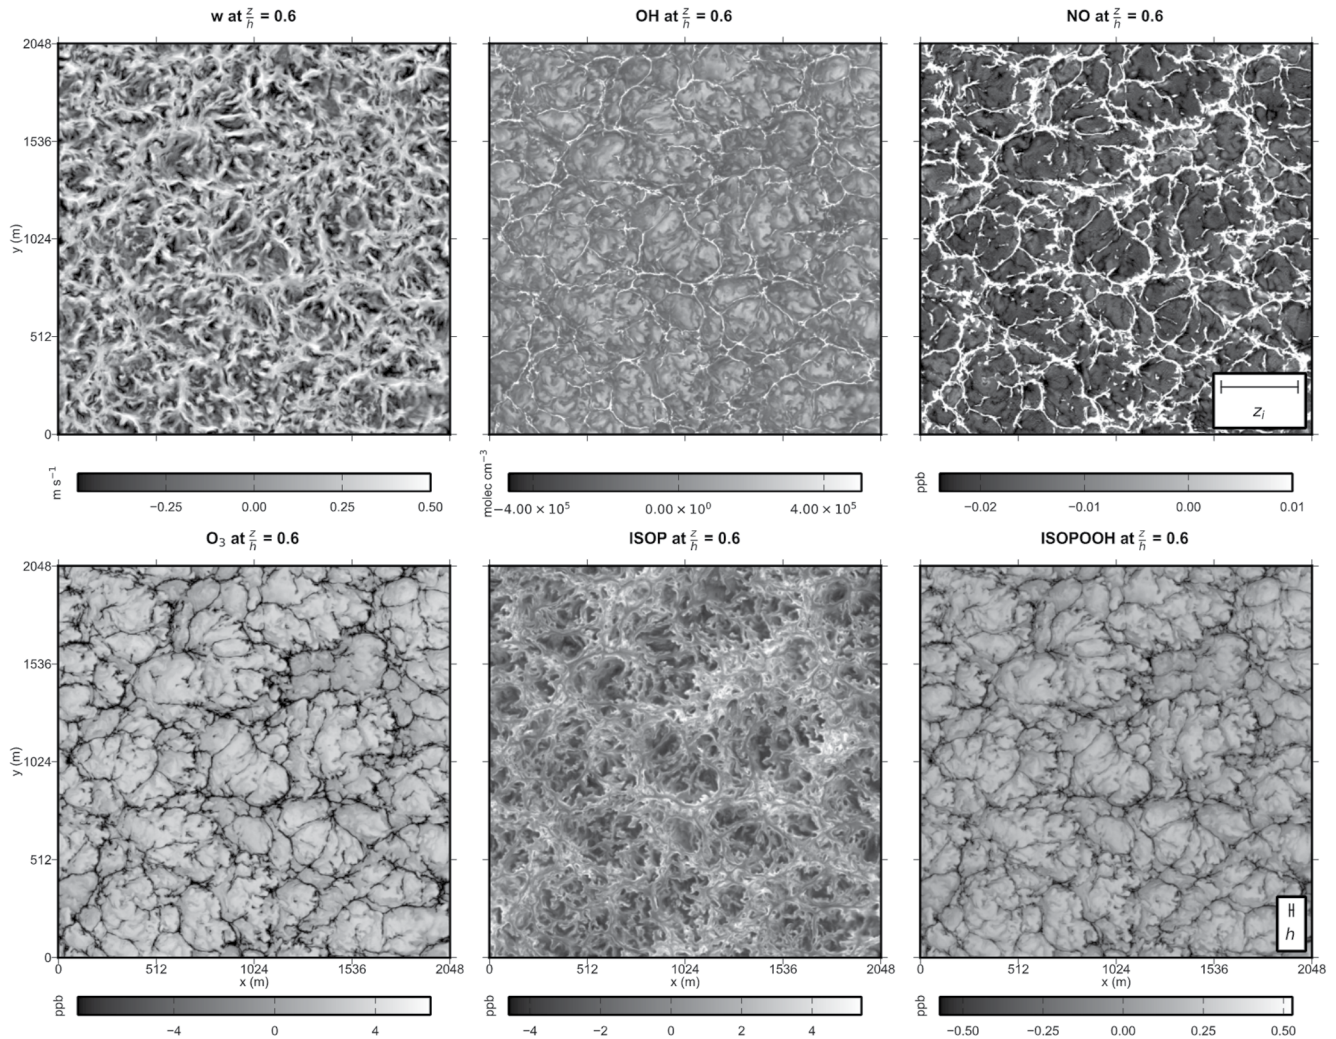 w at z/h = 0.6
OH at z/h = 0.6
NO at z/h = 0.6
2048
1536
1024
512
0
y (m)
z_i
m s⁻¹
−0.25 0.00 0.25 0.50
molec cm⁻³
−4.00 × 10⁵ 0.00 × 10⁰ 4.00 × 10⁵
ppb
−0.02 −0.01 0.00 0.01
O₃ at z/h = 0.6
ISOP at z/h = 0.6
ISOPOOH at z/h = 0.6
2048
1536
1024
512
0
y (m)
h
0 512 1024 1536 2048
0 512 1024 1536 2048
0 512 1024 1536 2048
x (m)
x (m)
x (m)
ppb
−4 0 4
ppb
−4 −2 0 2 4
ppb
−0.50 −0.25 0.00 0.25 0.50